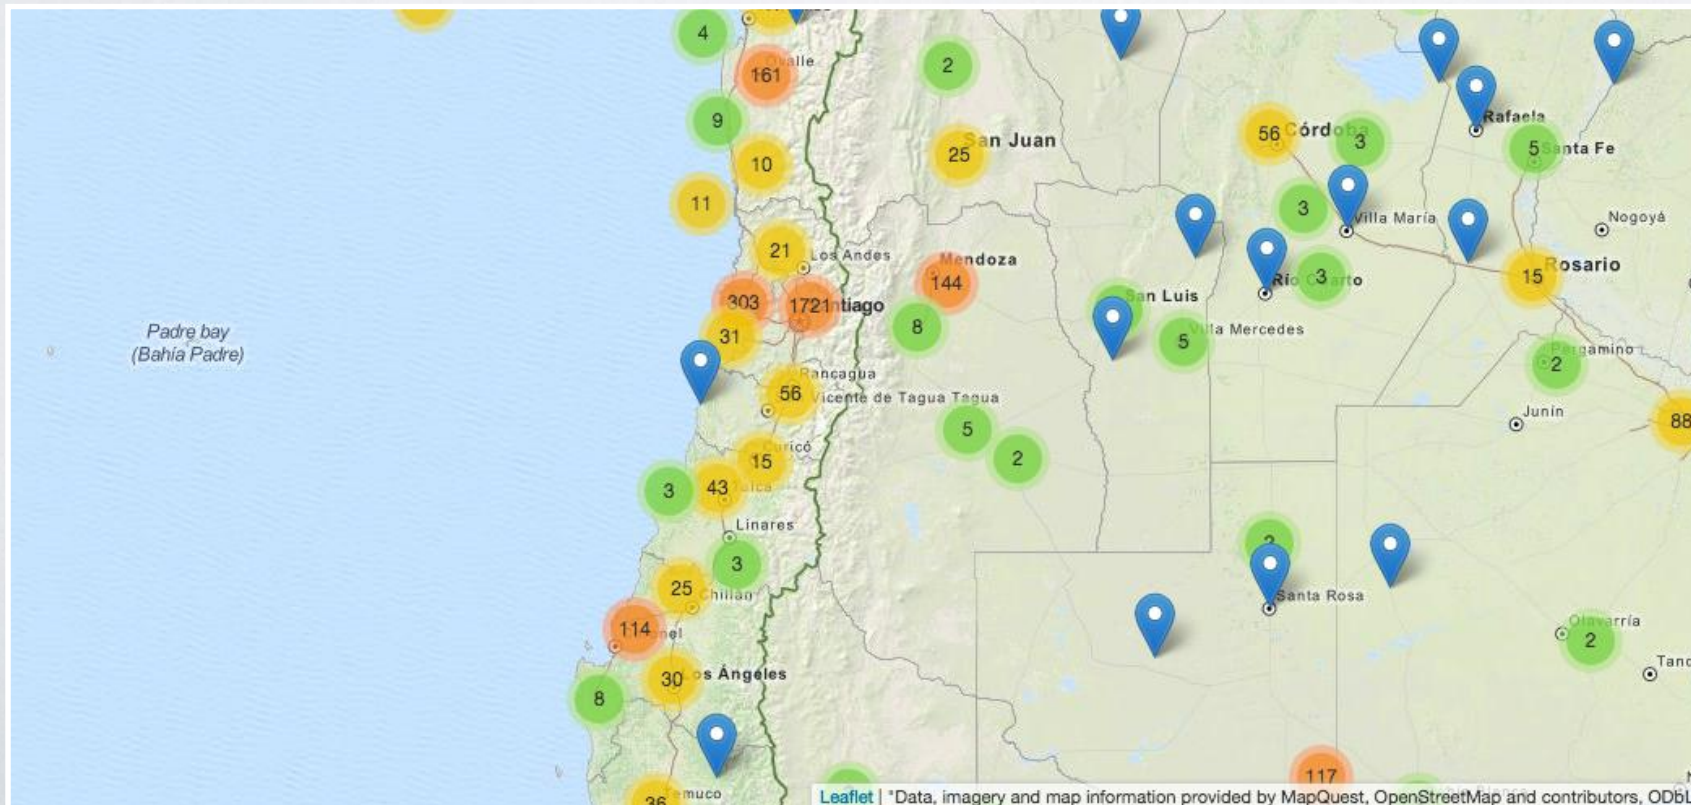 4
161
2
9
San Juan
25
10
11
56
3
Rafaela
5
Santa Fe
3
Villa María
Nogoyá
21
Los Andes
Mendoza
144
303
1721
31
8
San Luis
3
15
Rosario
5
Villa Mercedes
Padre bay
(Bahía Padre)
Rancagua
56
Vicente de Tagua Tagua
2
Junín
88
5
2
15
3
43
Linares
3
25
Chillán
114
Santa Rosa
Olavarría
2
30
Los Ángeles
8
117
36
Temuco
Leaflet | "Data, imagery and map information provided by MapQuest, OpenStreetMap and contributors, ODbL